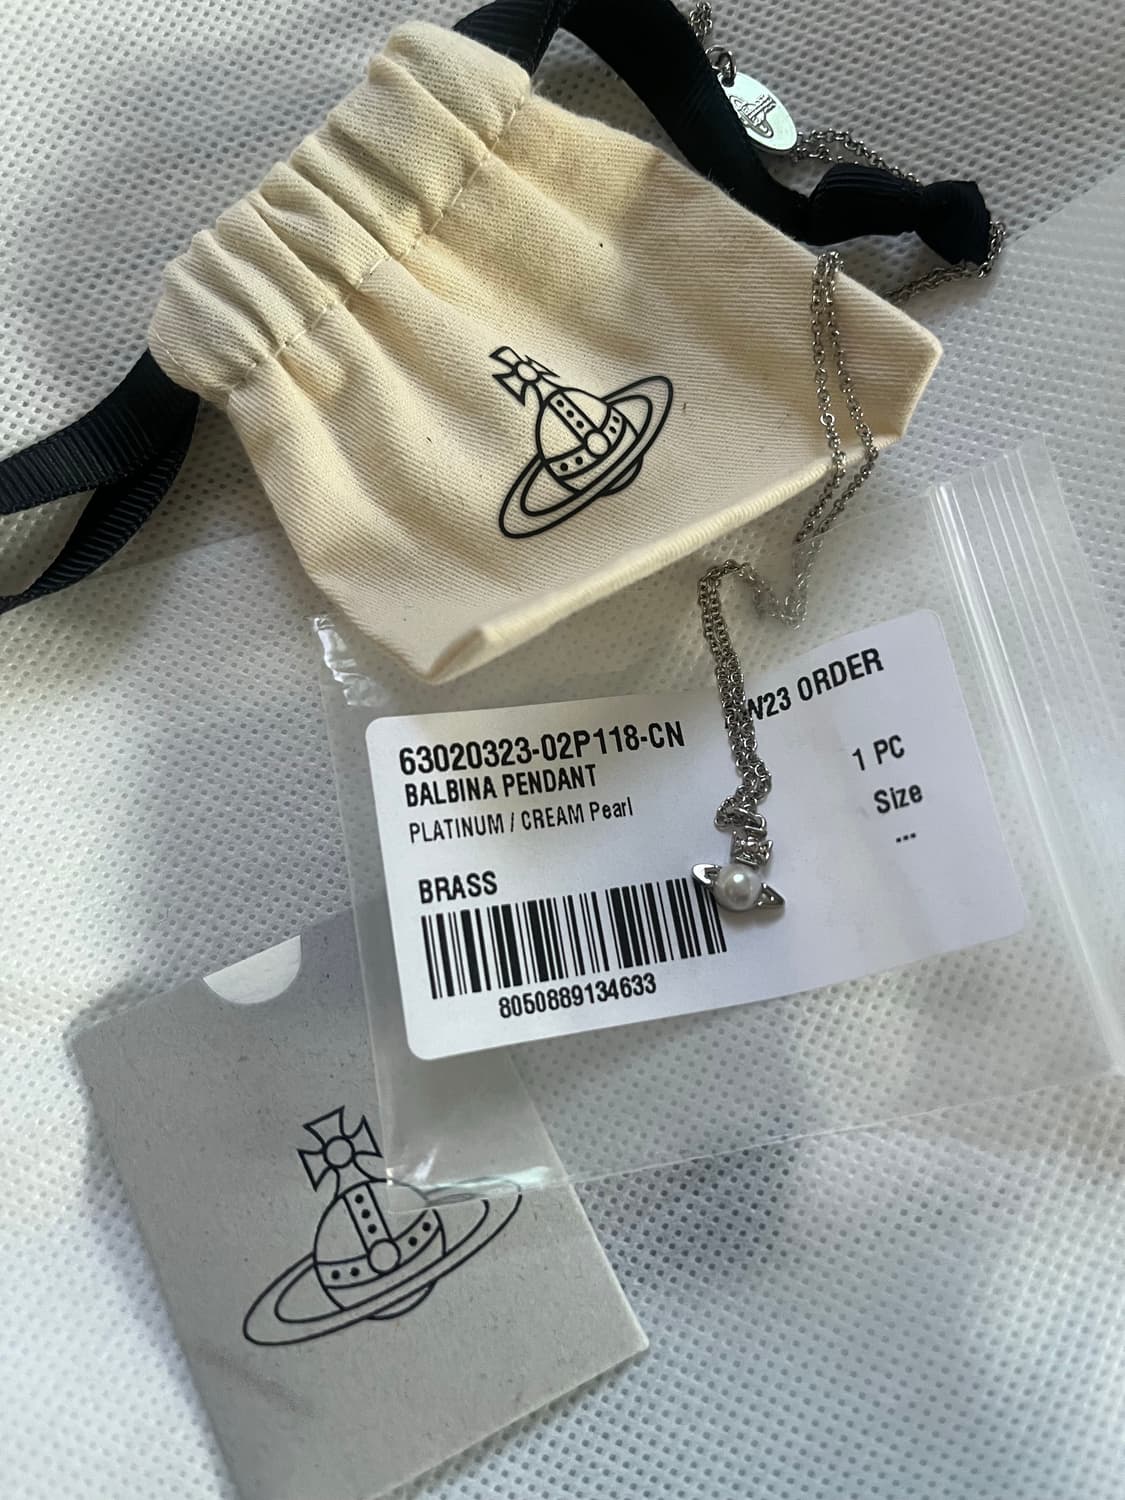 63020323-02P118-CN
W23 ORDER
BALBINA PENDANT
1 PC
PLATINUM / CREAM Pearl
Size
...
BRASS
8050889134633